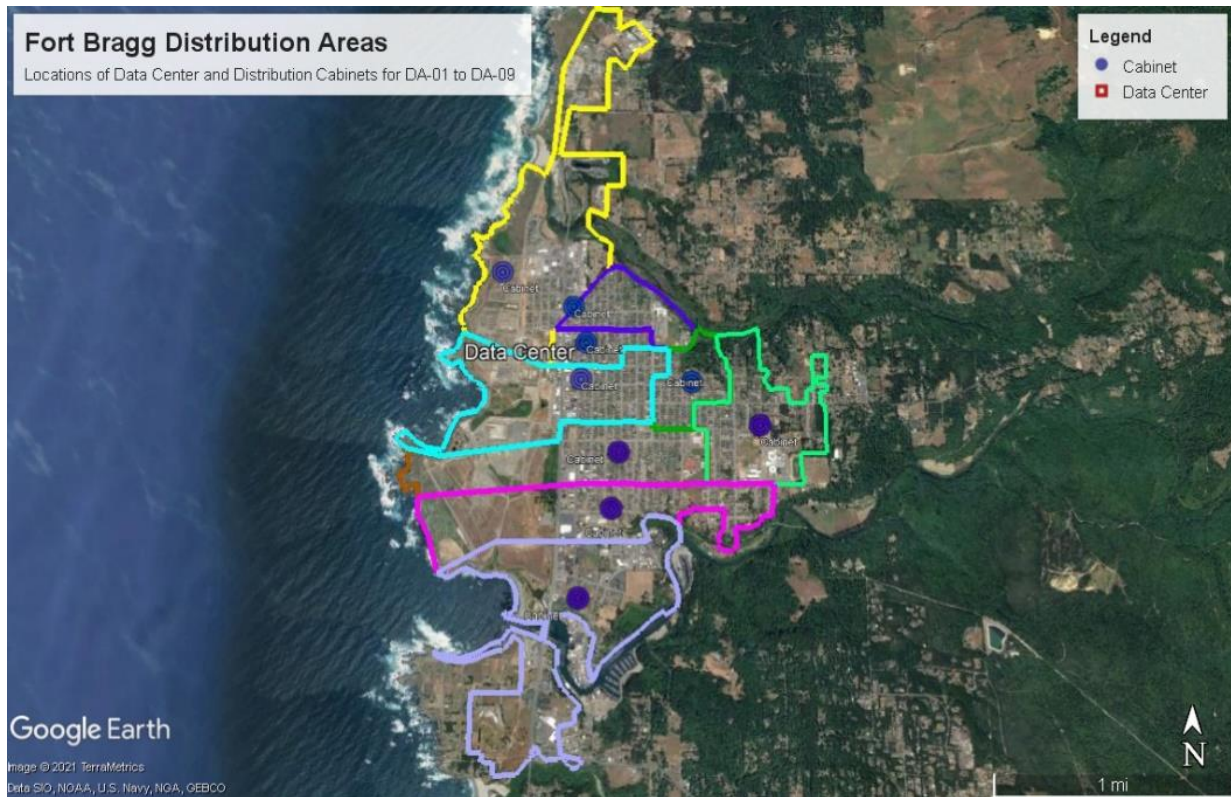 Fort Bragg Distribution Areas
Locations of Data Center and Distribution Cabinets for DA-01 to DA-09
Legend
Cabinet
Data Center
Cabinet
Cabinet
Cabinet
Data Center
Cabinet
Cabinet
Cabinet
Cabinet
Cabinet
Cabinet
Google Earth
Image © 2021 TerraMetrics
Data SIO, NOAA, U.S. Navy, NGA, GEBCO
N
1 mi